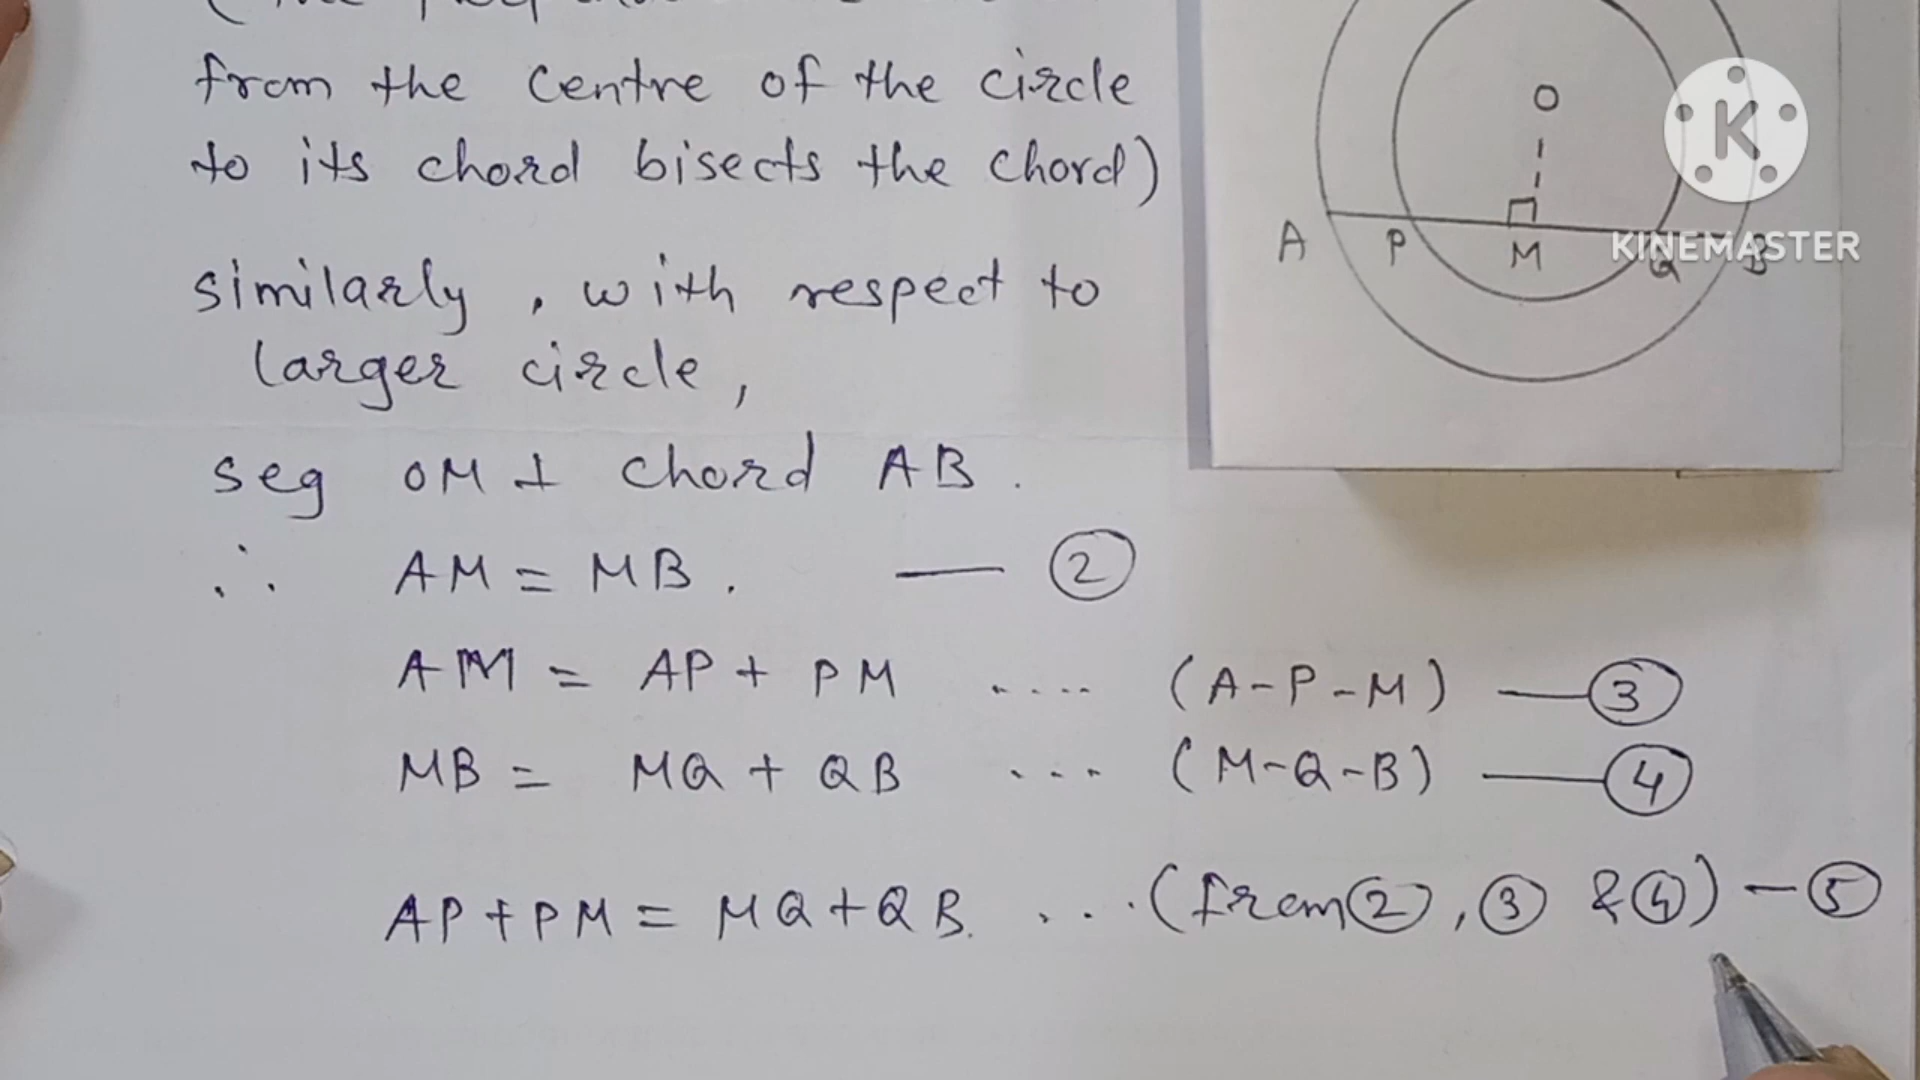 from the centre of the circle
to its chord bisects the chord)
similarly, with respect to
larger circle,
seg OM ⊥ chord AB.
∴ AM = MB. — ②
AM = AP + PM .... (A-P-M) — ③
MB = MQ + QB ... (M-Q-B) — ④
AP + PM = MQ + QB. ... (from ②, ③ & ④) — ⑤
O
A P M Q B
K
KINEMASTER